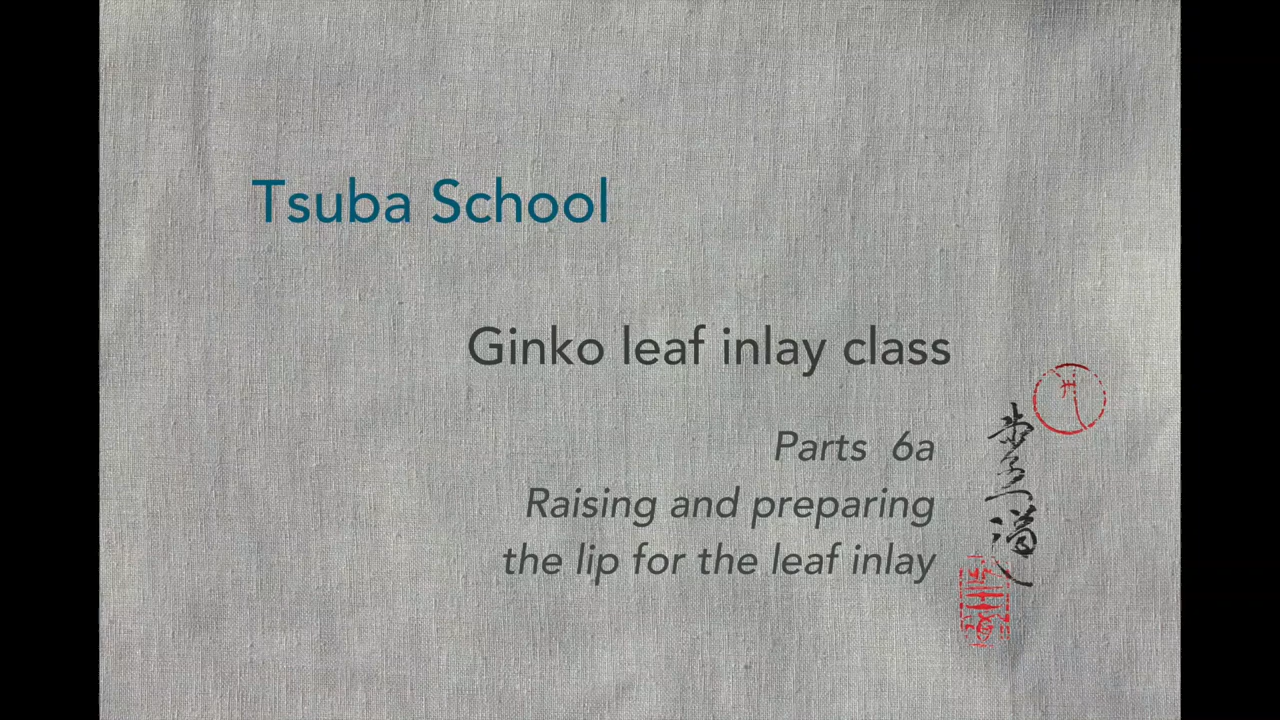 Tsuba School
Ginko leaf inlay class
Parts 6a
Raising and preparing
the lip for the leaf inlay